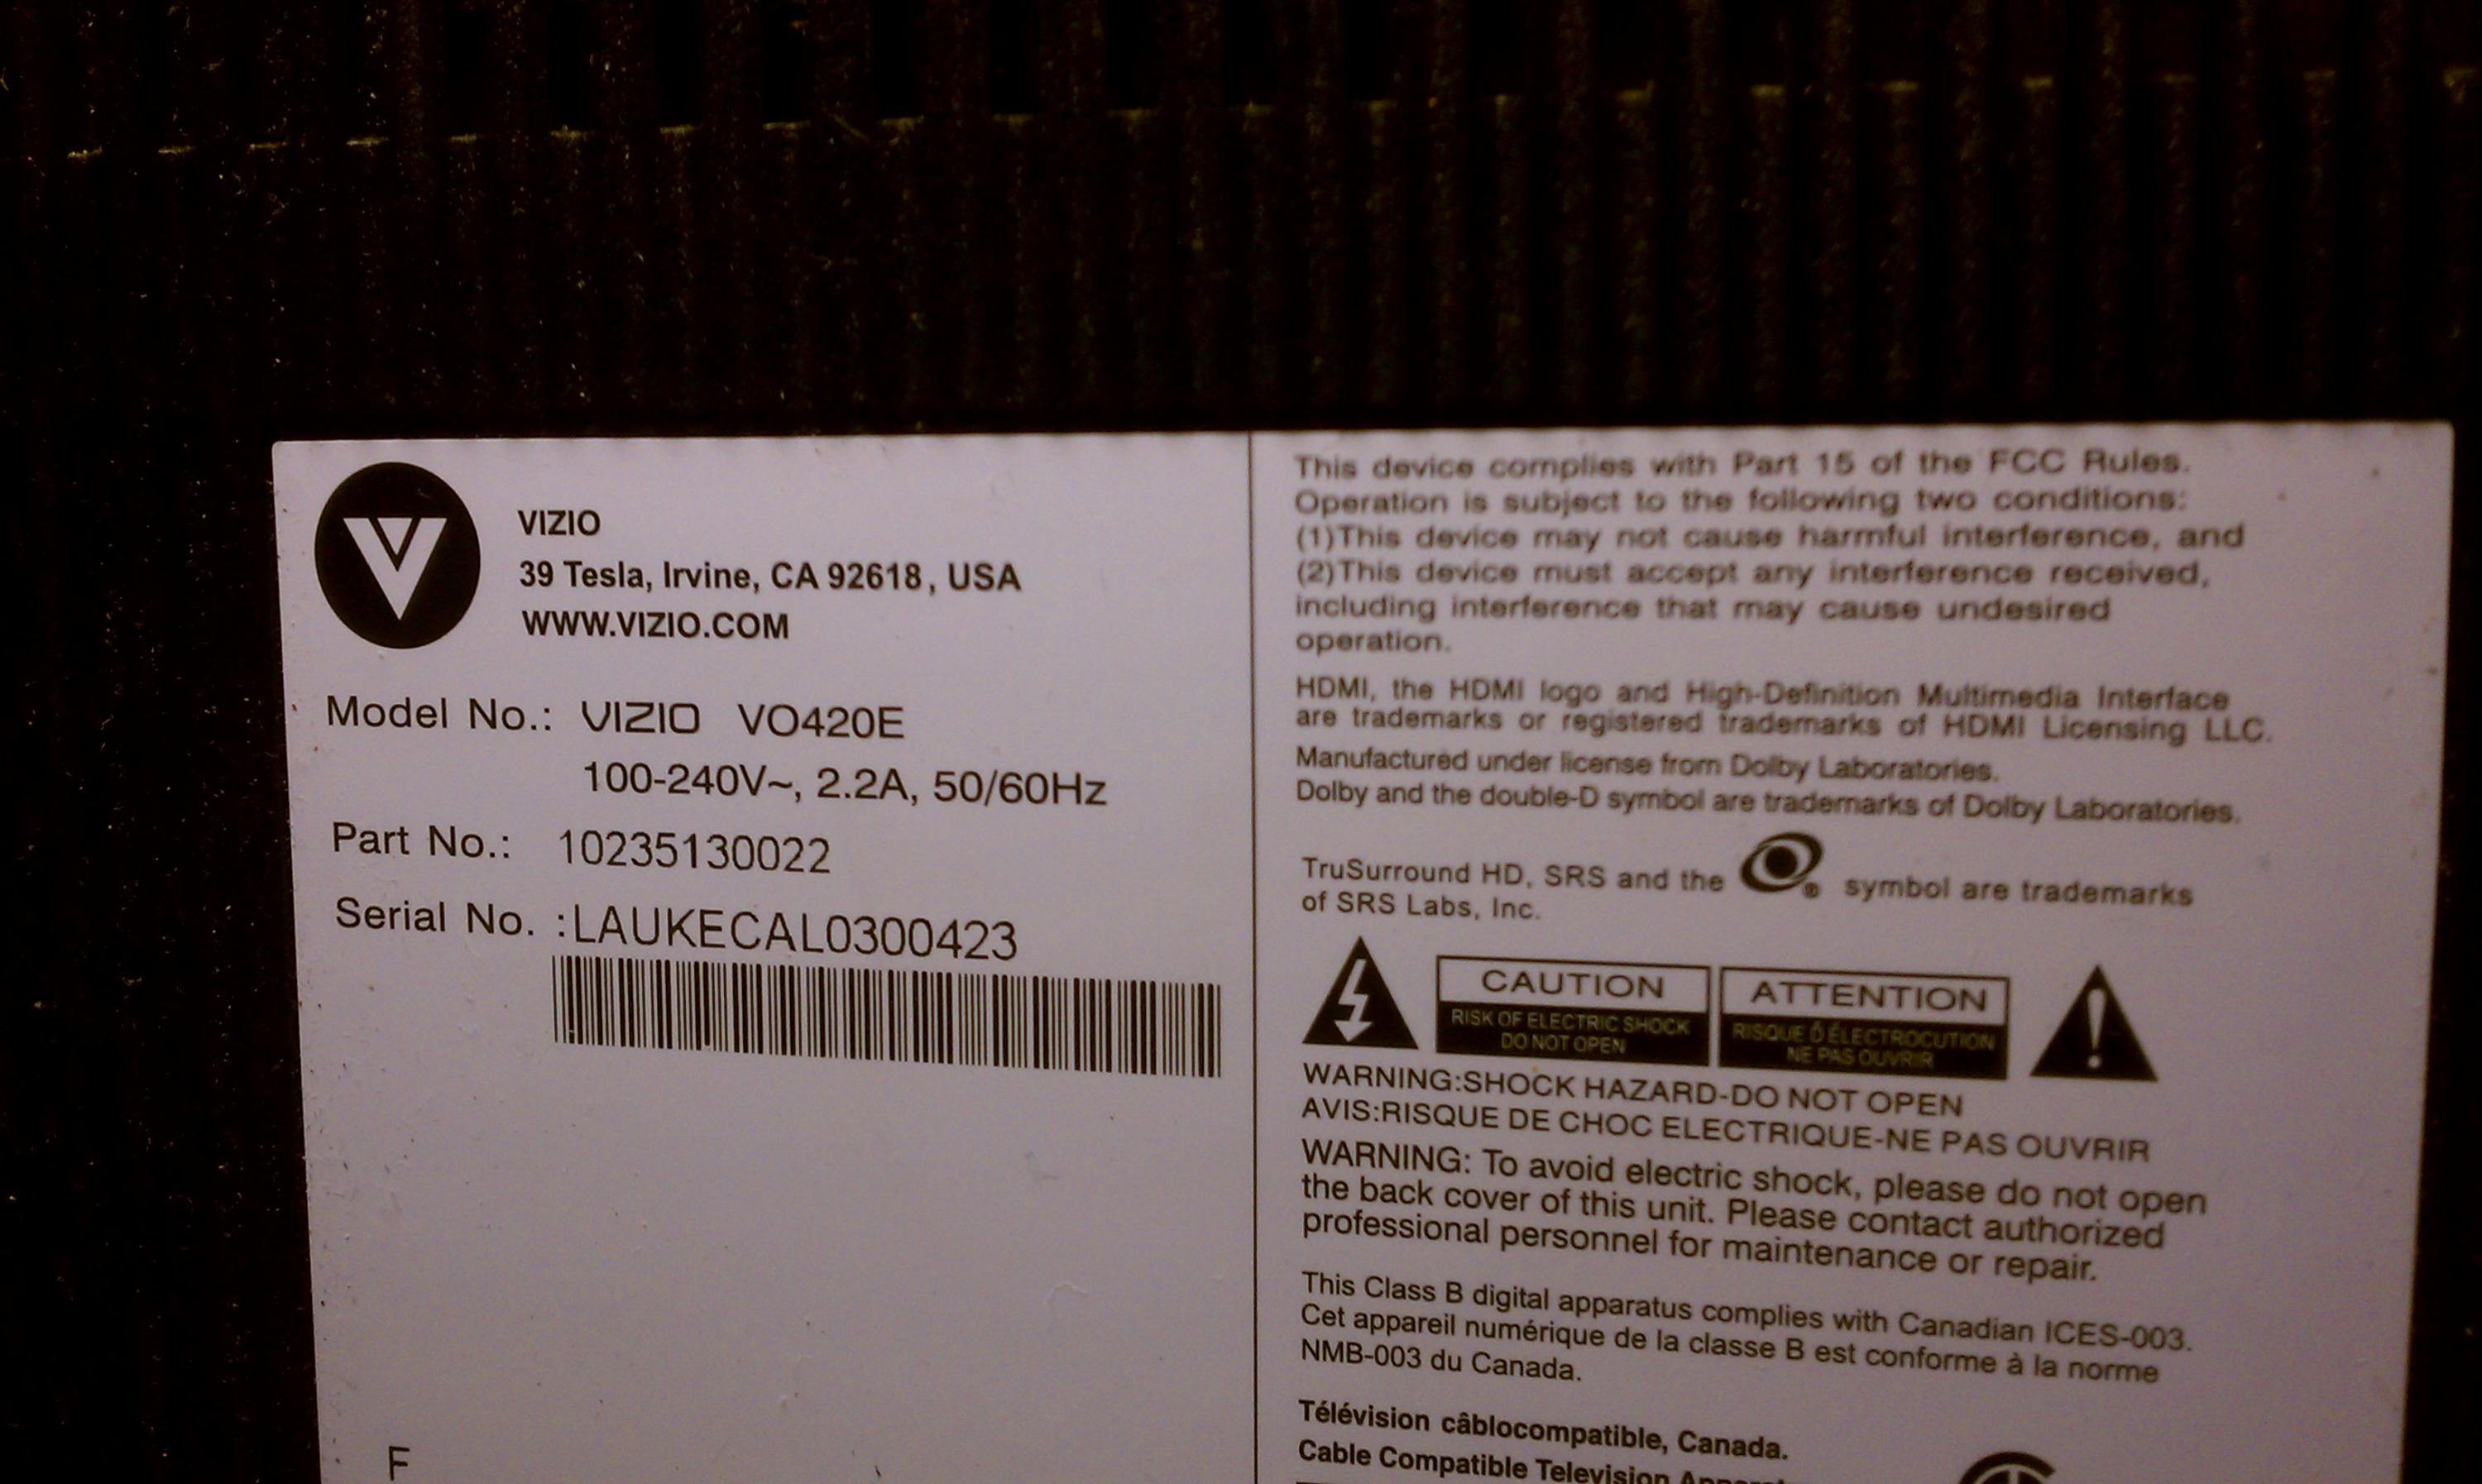 VIZIO
39 Tesla, Irvine, CA 92618, USA
WWW.VIZIO.COM
Model No.: VIZIO VO420E
100-240V~, 2.2A, 50/60Hz
Part No.: 10235130022
Serial No. :LAUKECAL0300423
F
This device complies with Part 15 of the FCC Rules.
Operation is subject to the following two conditions:
(1)This device may not cause harmful interference, and
(2)This device must accept any interference received,
including interference that may cause undesired
operation.
HDMI, the HDMI logo and High-Definition Multimedia Interface
are trademarks or registered trademarks of HDMI Licensing LLC.
Manufactured under license from Dolby Laboratories.
Dolby and the double-D symbol are trademarks of Dolby Laboratories.
TruSurround HD, SRS and the ® symbol are trademarks
of SRS Labs, Inc.
CAUTION
RISK OF ELECTRIC SHOCK
DO NOT OPEN
ATTENTION
RISQUE D ÉLECTROCUTION
NE PAS OUVRIR
WARNING:SHOCK HAZARD-DO NOT OPEN
AVIS:RISQUE DE CHOC ELECTRIQUE-NE PAS OUVRIR
WARNING: To avoid electric shock, please do not open
the back cover of this unit. Please contact authorized
professional personnel for maintenance or repair.
This Class B digital apparatus complies with Canadian ICES-003.
Cet appareil numérique de la classe B est conforme à la norme
NMB-003 du Canada.
Télévision câblocompatible, Canada.
Cable Compatible Television